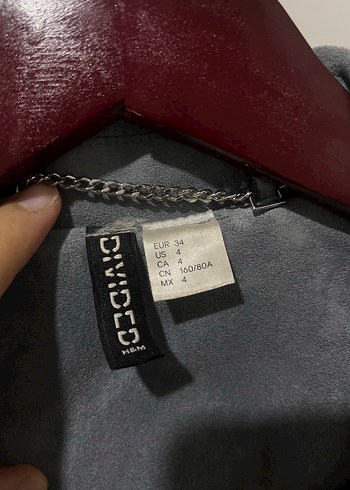 DIVIDED
H&M
EUR 34
US 4
CA 4
CN 160/80A
MX 4